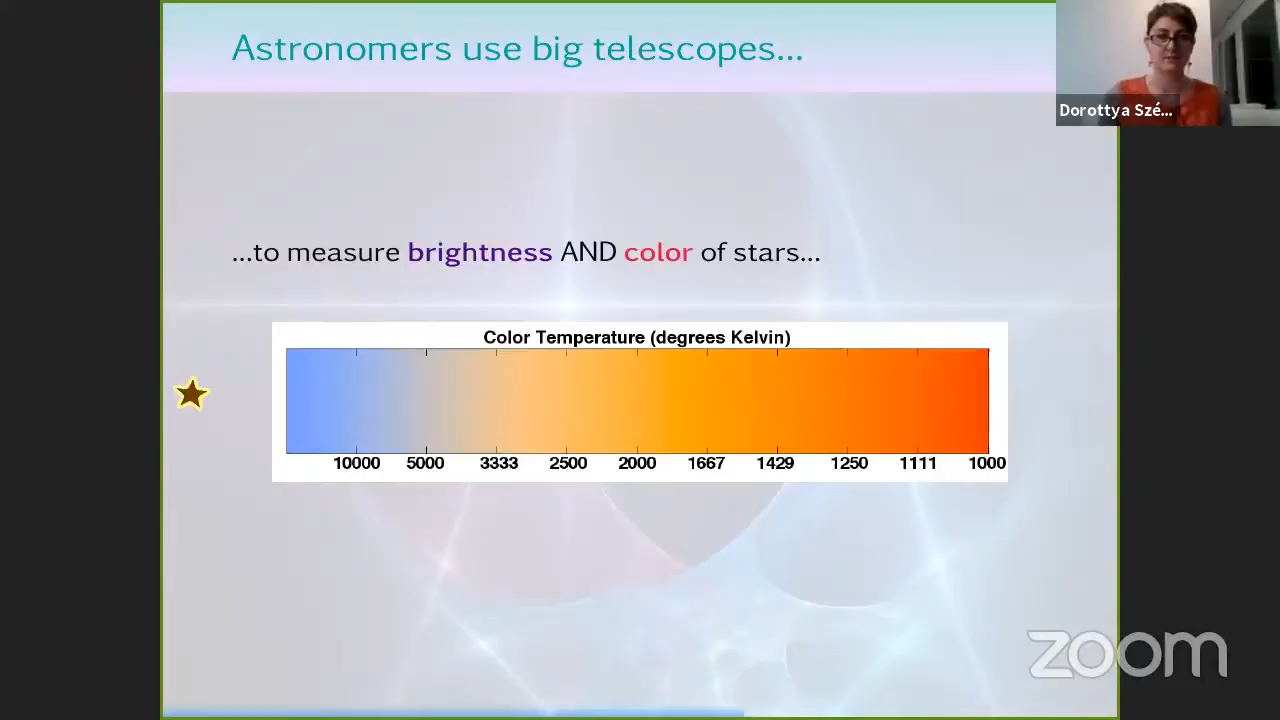 Astronomers use big telescopes...
Dorottya Szé...
...to measure brightness AND color of stars...
Color Temperature (degrees Kelvin)
10000 5000 3333 2500 2000 1667 1429 1250 1111 1000
zoom